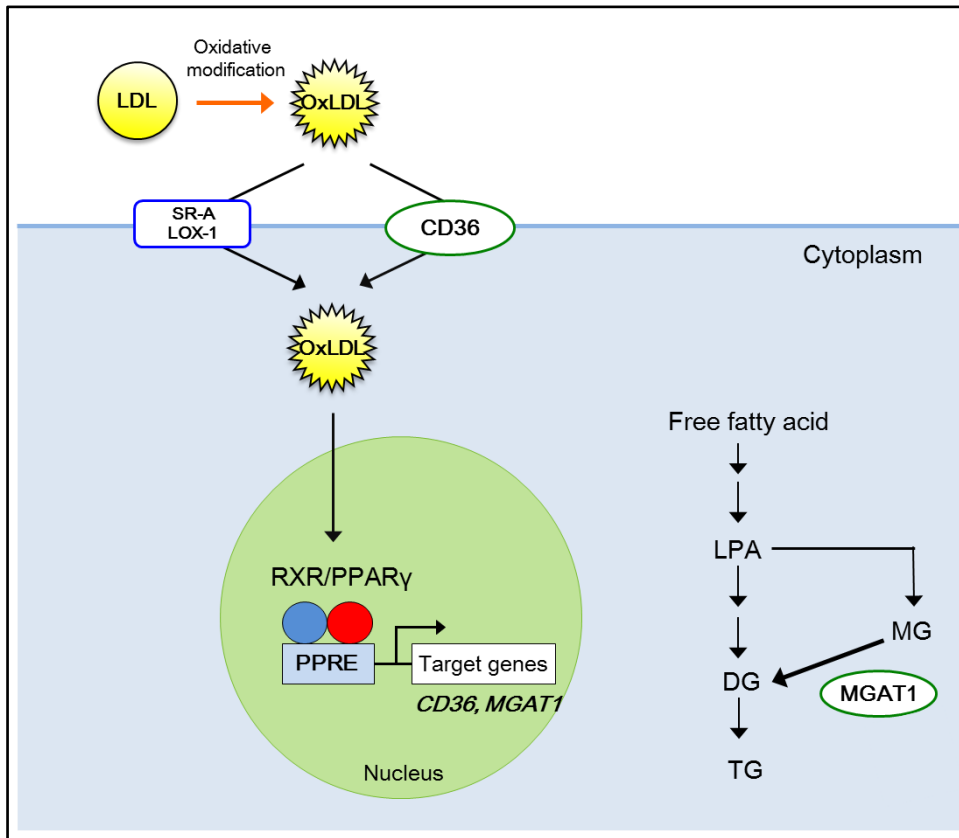 Oxidative
modification
LDL
OxLDL
SR-A
LOX-1
CD36
Cytoplasm
OxLDL
Free fatty acid
LPA
MG
DG
MGAT1
TG
RXR/PPARγ
PPRE
Target genes
CD36, MGAT1
Nucleus